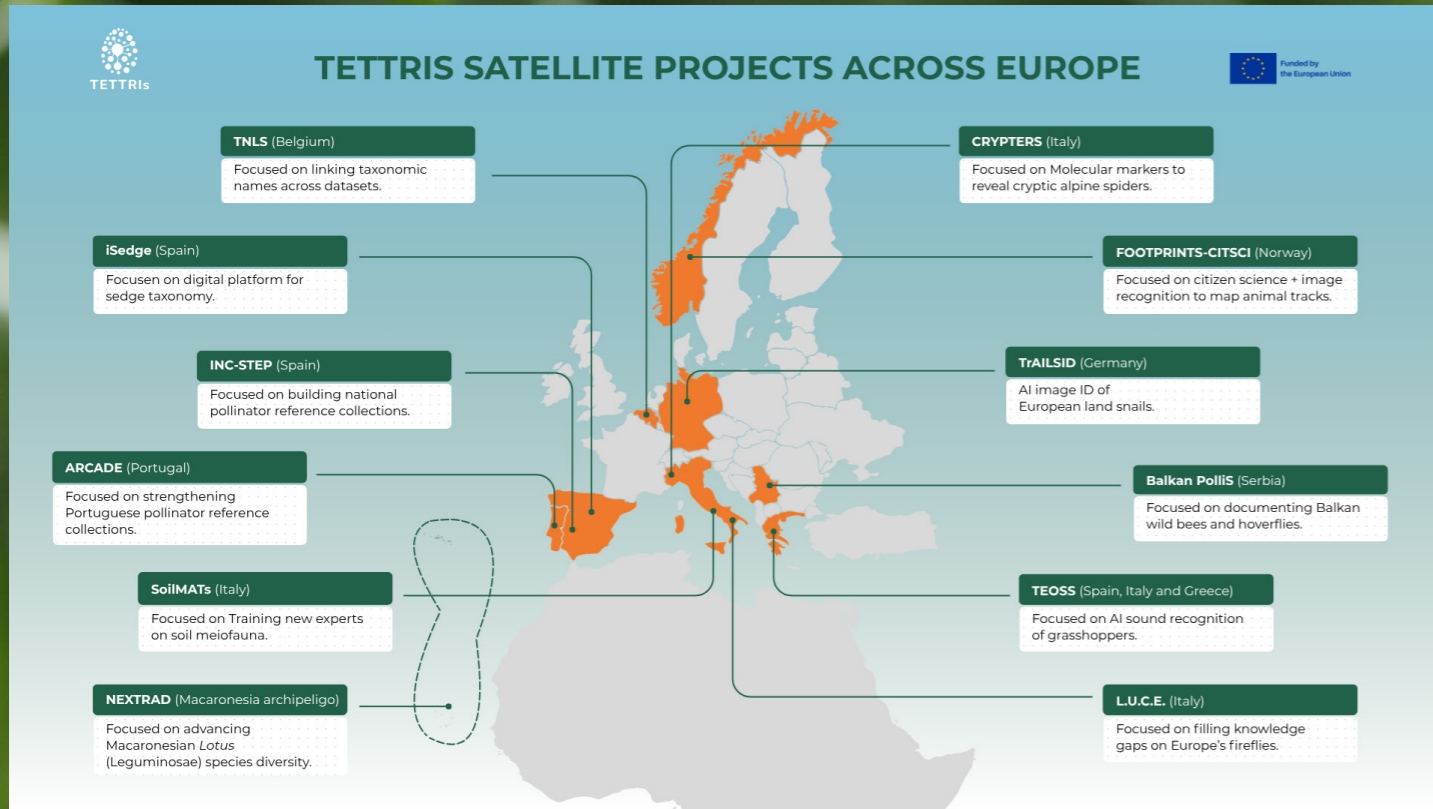 TETTRIs
TETTRIS SATELLITE PROJECTS ACROSS EUROPE
Funded by
the European Union
TNLS (Belgium)
Focused on linking taxonomic
names across datasets.
iSedge (Spain)
Focusen on digital platform for
sedge taxonomy.
INC-STEP (Spain)
Focused on building national
pollinator reference collections.
ARCADE (Portugal)
Focused on strengthening
Portuguese pollinator reference
collections.
SoilMATs (Italy)
Focused on Training new experts
on soil meiofauna.
NEXTRAD (Macaronesia archipeligo)
Focused on advancing
Macaronesian Lotus
(Leguminosae) species diversity.
CRYPTERS (Italy)
Focused on Molecular markers to
reveal cryptic alpine spiders.
FOOTPRINTS-CITSCI (Norway)
Focused on citizen science + image
recognition to map animal tracks.
TrAILSID (Germany)
AI image ID of
European land snails.
Balkan PolliS (Serbia)
Focused on documenting Balkan
wild bees and hoverflies.
TEOSS (Spain, Italy and Greece)
Focused on AI sound recognition
of grasshoppers.
L.U.C.E. (Italy)
Focused on filling knowledge
gaps on Europe's fireflies.